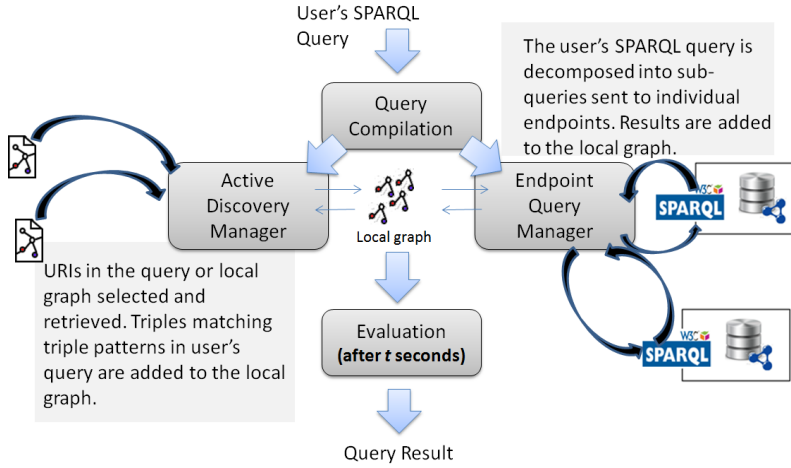 User's SPARQL
Query
The user's SPARQL query is
decomposed into sub-
queries sent to individual
endpoints. Results are added
to the local graph.
Query
Compilation
Active
Discovery
Manager
Local graph
Endpoint
Query
Manager
W3C
SPARQL
URIs in the query or local
graph selected and
retrieved. Triples matching
triple patterns in user's
query are added to the local
graph.
Evaluation
(after t seconds)
W3C
SPARQL
Query Result